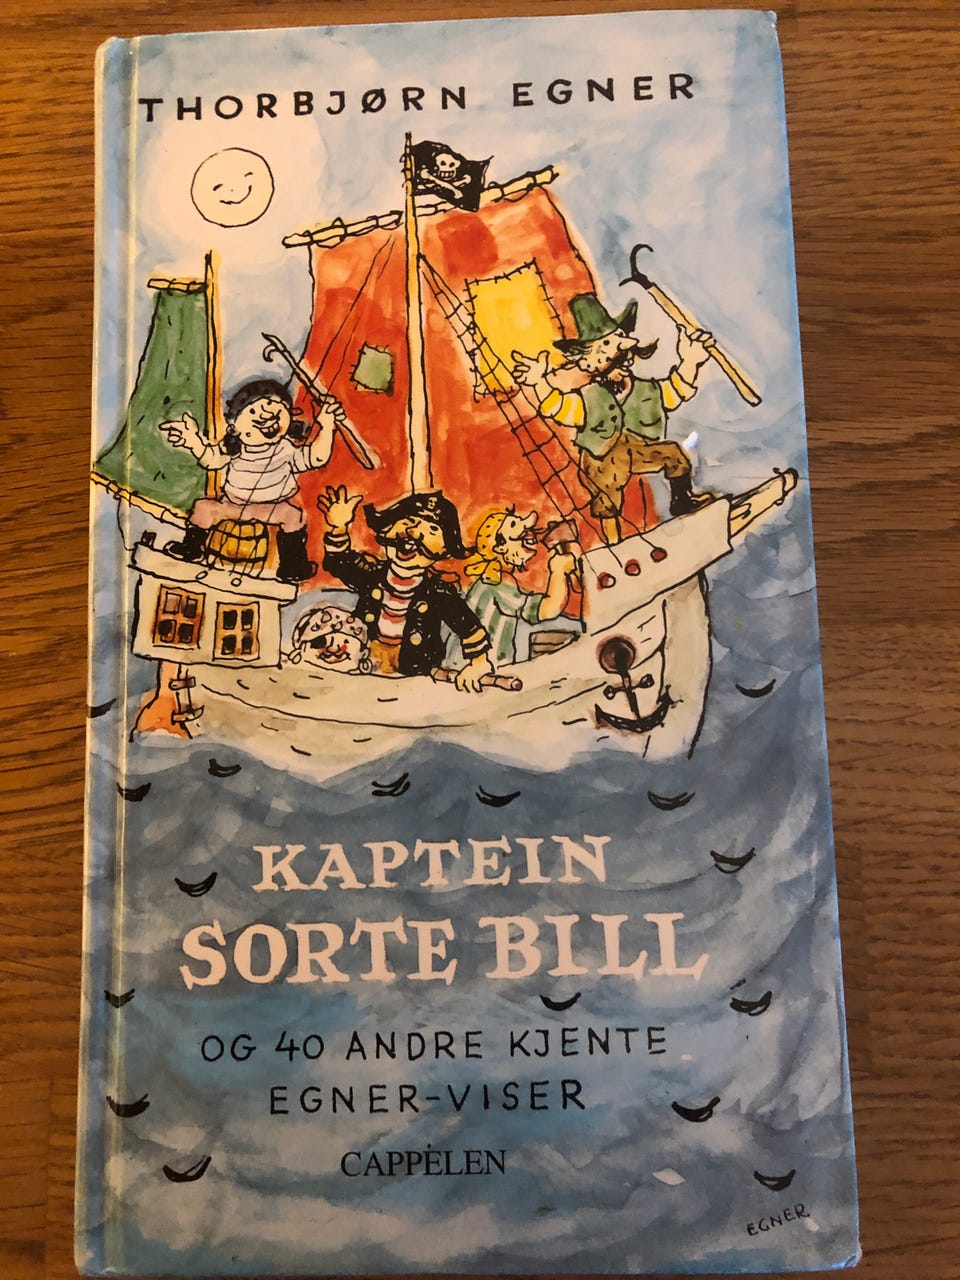 THORBJØRN EGNER
KAPTEIN
SORTE BILL
OG 40 ANDRE KJENTE
EGNER-VISER
CAPPELEN
EGNER